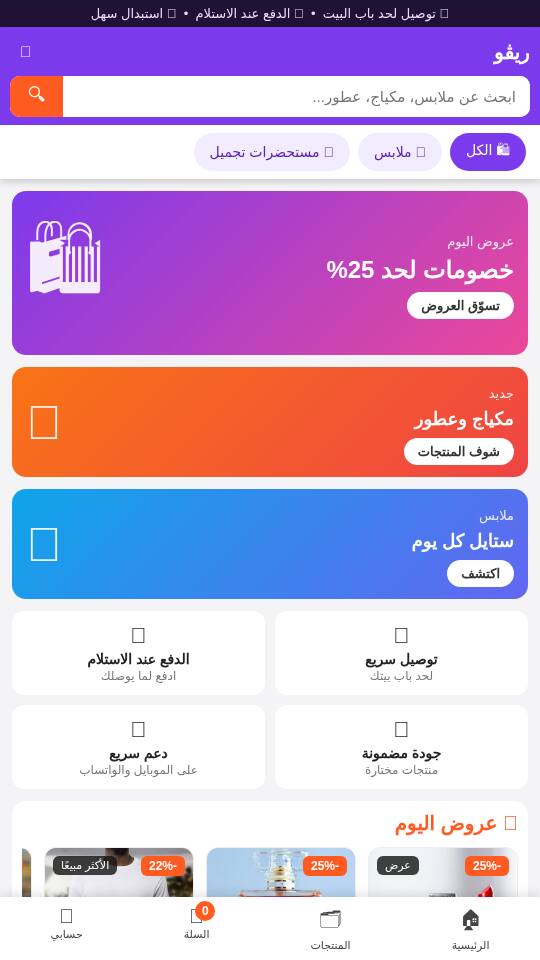 توصيل لحد باب البيت • الدفع عند الاستلام • استبدال سهل
ريڤو
ابحث عن ملابس، مكياج، عطور...
الكل
ملابس
مستحضرات تجميل
عروض اليوم
خصومات لحد 25%
تسوّق العروض
جديد
مكياج وعطور
شوف المنتجات
ملابس
ستايل كل يوم
اكتشف
توصيل سريع
لحد باب بيتك
الدفع عند الاستلام
ادفع لما يوصلك
جودة مضمونة
منتجات مختارة
دعم سريع
على الموبايل والواتساب
عروض اليوم
-25%
عرض
-25%
-22%
الأكثر مبيعًا
الرئيسية
المنتجات
0
السلة
حسابي